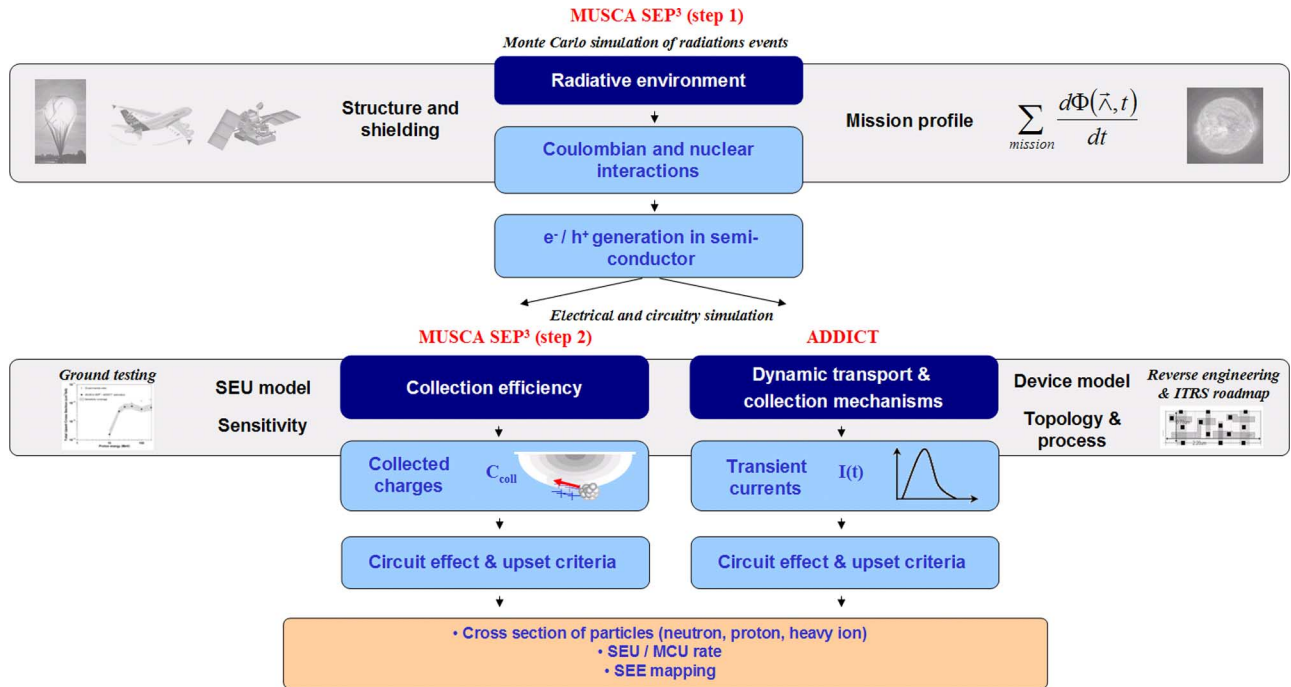 MUSCA SEP³ (step 1)
Monte Carlo simulation of radiations events
Radiative environment
Structure and
shielding
Mission profile
∑ mission dΦ(⃗Λ, t) / dt
Coulombian and nuclear
interactions
e⁻ / h⁺ generation in semi-
conductor
Electrical and circuitry simulation
MUSCA SEP³ (step 2)
ADDICT
Ground testing
SEU model
Sensitivity
Collection efficiency
Dynamic transport &
collection mechanisms
Device model
Topology &
process
Reverse engineering
& ITRS roadmap
Collected
charges
C_coll
Transient
currents
I(t)
Circuit effect & upset criteria
Circuit effect & upset criteria
• Cross section of particles (neutron, proton, heavy ion)
• SEU / MCU rate
• SEE mapping